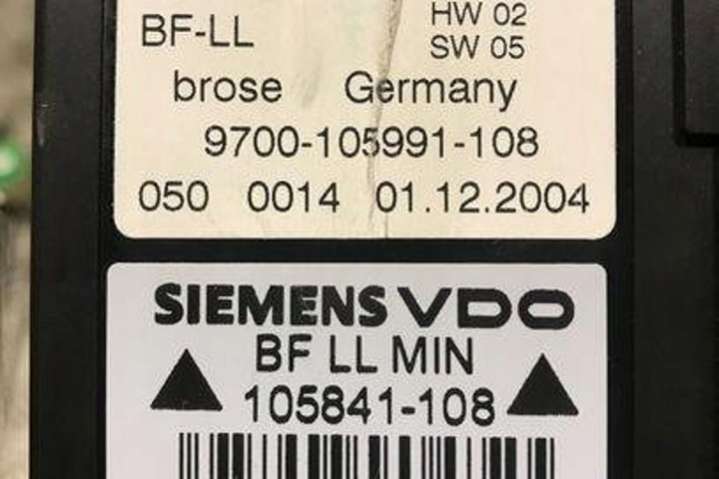 HW 02
BF-LL
SW 05
brose Germany
9700-105991-108
050 0014 01.12.2004
SIEMENS VDO
BF LL MIN
105841-108